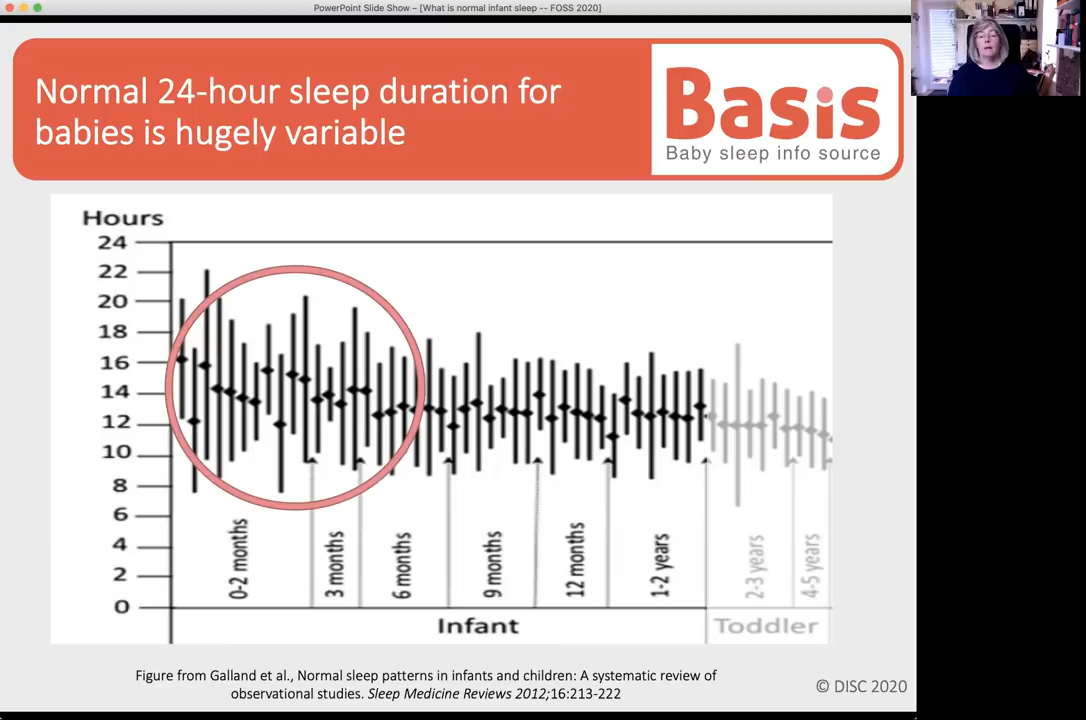 PowerPoint Slide Show – [What is normal infant sleep -- FOSS 2020]
Normal 24-hour sleep duration for
babies is hugely variable
Basis
Baby sleep info source
Hours
24
22
20
18
16
14
12
10
8
6
4
2
0
0-2 months
3 months
6 months
9 months
12 months
1-2 years
2-3 years
4-5 years
Infant
Toddler
Figure from Galland et al., Normal sleep patterns in infants and children: A systematic review of
observational studies. Sleep Medicine Reviews 2012;16:213-222
© DISC 2020